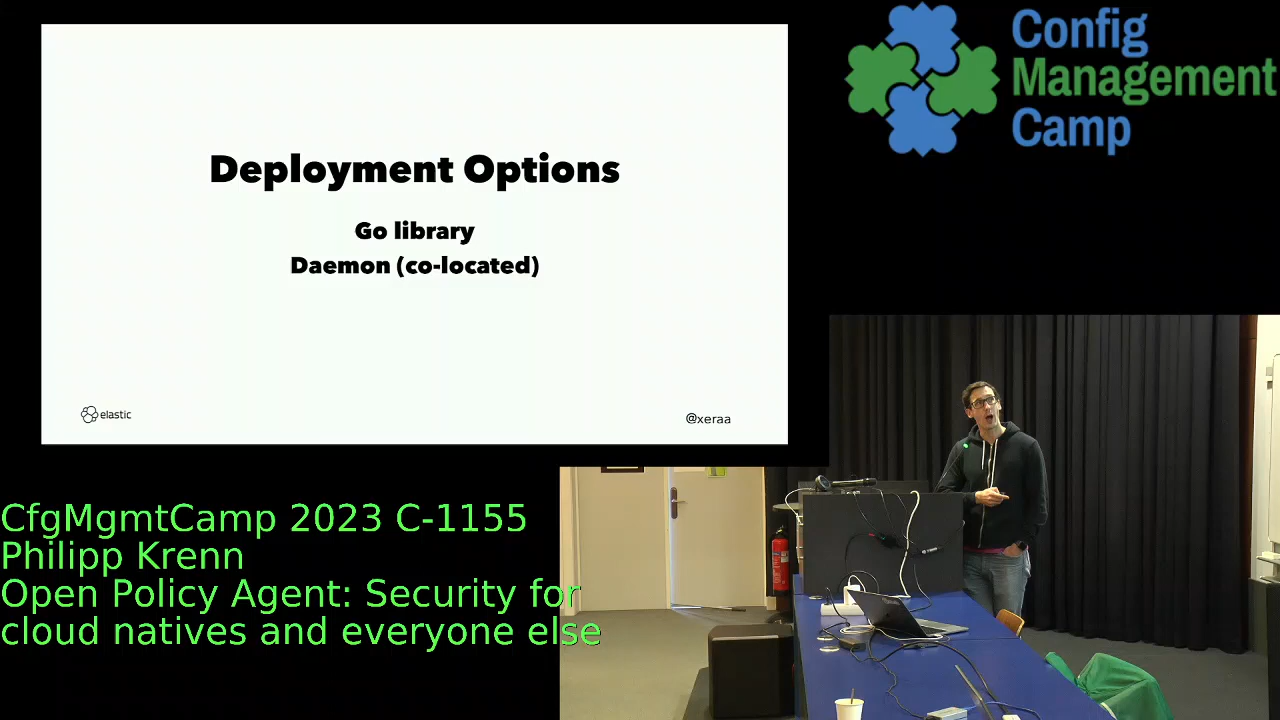 Deployment Options
Go library
Daemon (co-located)
elastic
@xeraa
Config
Management
Camp
CfgMgmtCamp 2023 C-1155
Philipp Krenn
Open Policy Agent: Security for
cloud natives and everyone else